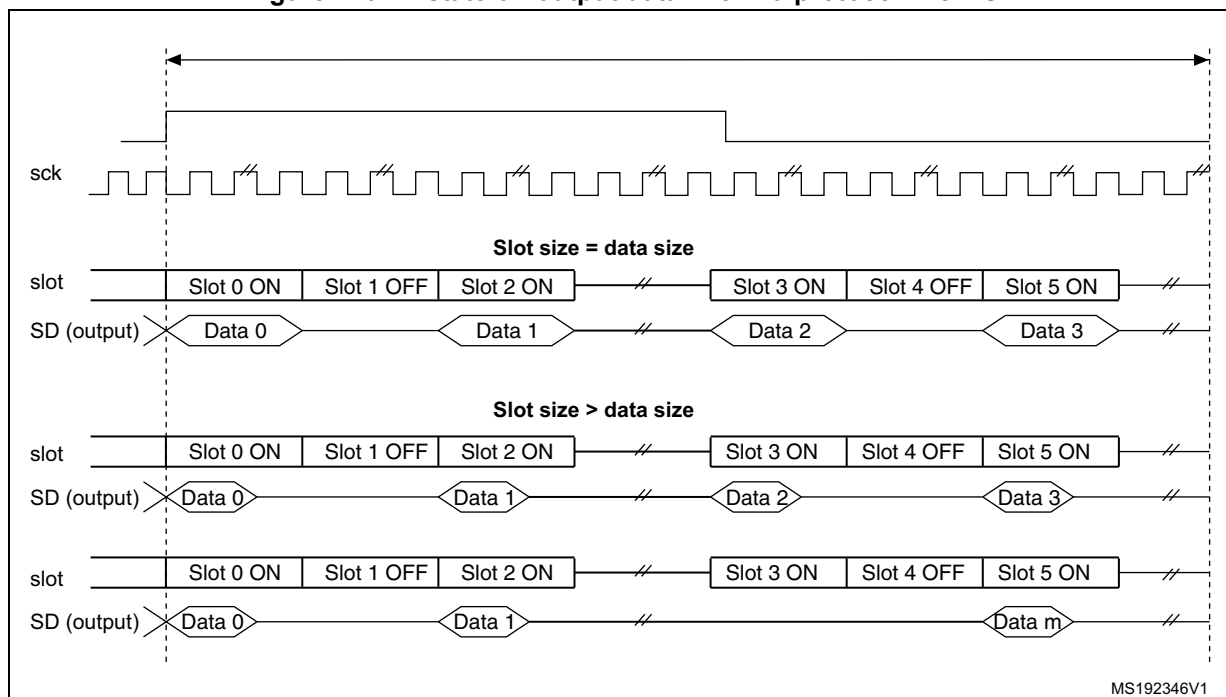 sck
Slot size = data size
slot Slot 0 ON Slot 1 OFF Slot 2 ON Slot 3 ON Slot 4 OFF Slot 5 ON
SD (output) Data 0 Data 1 Data 2 Data 3
Slot size > data size
slot Slot 0 ON Slot 1 OFF Slot 2 ON Slot 3 ON Slot 4 OFF Slot 5 ON
SD (output) Data 0 Data 1 Data 2 Data 3
slot Slot 0 ON Slot 1 OFF Slot 2 ON Slot 3 ON Slot 4 OFF Slot 5 ON
SD (output) Data 0 Data 1 Data m
MS192346V1